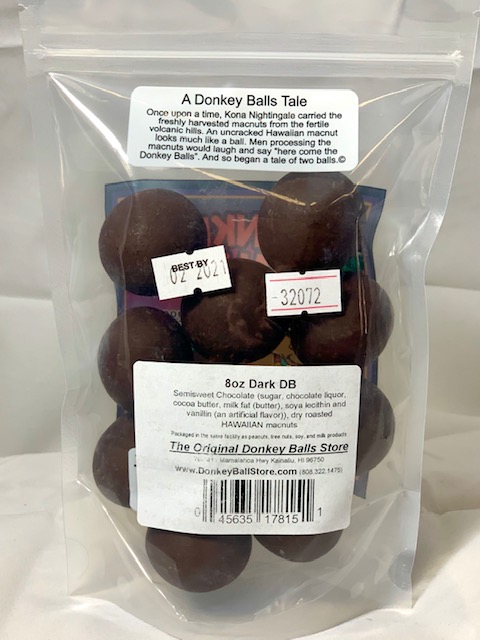 A Donkey Balls Tale
Once upon a time, Kona Nightingale carried the
freshly harvested macnuts from the fertile
volcanic hills. An uncracked Hawaiian macnut
looks much like a ball. Men processing the
macnuts would laugh and say "here come the
Donkey Balls". And so began a tale of two balls.©
BEST BY
02 2021
-32072
8oz Dark DB
Semisweet Chocolate (sugar, chocolate liquor,
cocoa butter, milk fat (butter), soya lecithin and
vanillin (an artificial flavor)), dry roasted
HAWAIIAN macnuts
Packaged in the same facility as peanuts, tree nuts, soy, and milk products
The Original Donkey Balls Store
Mamalahoa Hwy Kainaliu, HI 96750
www.DonkeyBallStore.com (808.322.1475)
0 45635 17815 1